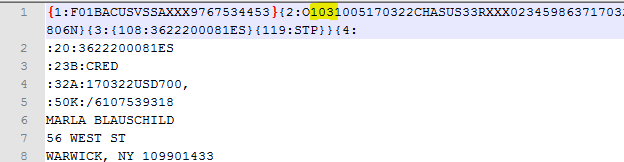 1 {1:F01BACUSVSSAXXX9767534453}{2:O1031005170322CHASUS33RXXX02345986371703
806N}{3:{108:3622200081ES}{119:STP}}{4:
2 :20:3622200081ES
3 :23B:CRED
4 :32A:170322USD700,
5 :50K:/6107539318
6 MARLA BLAUSCHILD
7 56 WEST ST
8 WARWICK, NY 109901433